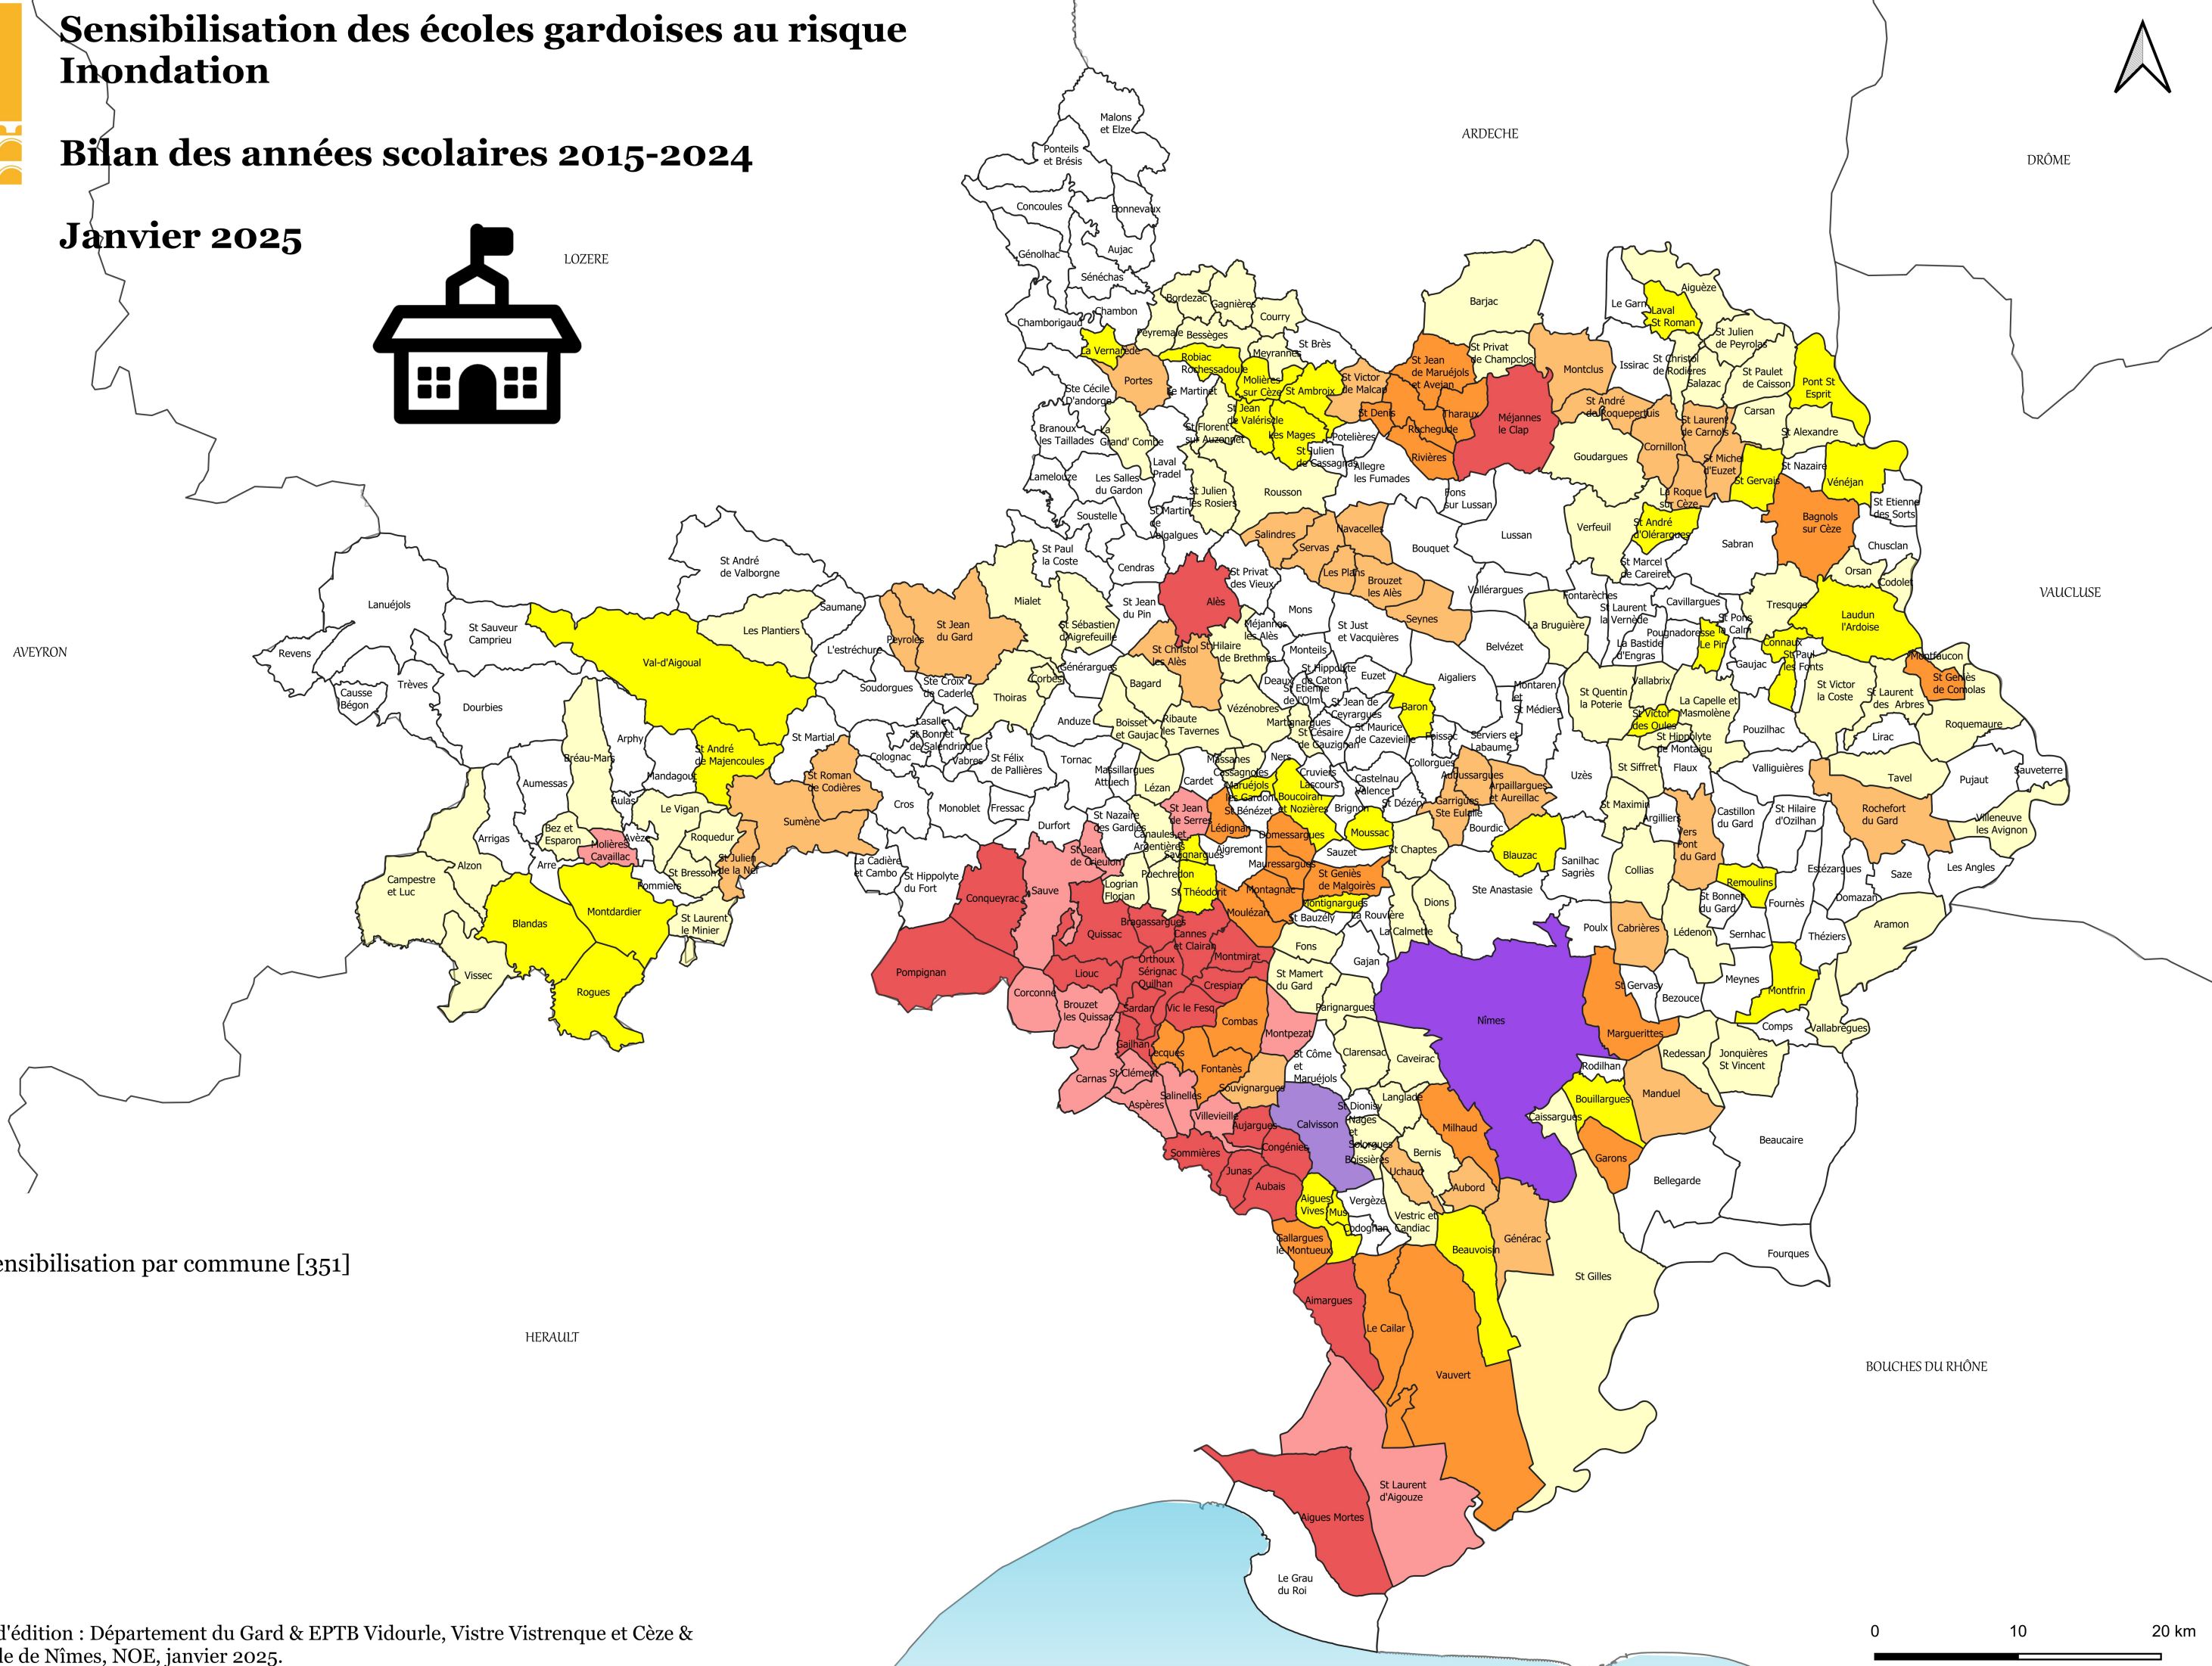 Sensibilisation des écoles gardoises au risque
Inondation
Bilan des années scolaires 2015-2024
Janvier 2025
LOZERE
ARDECHE
DRÔME
VAUCLUSE
AVEYRON
HERAULT
BOUCHES DU RHÔNE
Malons
et Elze
Ponteils
et Brésis
Concoules
Bonnevaux
Génolhac
Aujac
Sénéchas
Chambon
Chamborigaud
Bordezac
Gagnières
Courry
Peyremale
Bessèges
Meyrannes
St Brès
La Vernarède
Robiac
Rochessadoule
Portes
Le Martinet
Molières
sur Cèze
St Ambroix
St Victor
de Malcap
Ste Cécile
D'andorge
St Jean
de Valériscle
Les Mages
St Denis
Branoux
les Taillades
La
Grand' Combe
St Florent
sur Auzonnet
Potelières
St Julien
de Cassagnas
Allegre
les Fumades
Laval
Pradel
Lamelouze
Les Salles
du Gardon
St Julien
les Rosiers
Rousson
Soustelle
St Martin
de
Valgalgues
Barjac
St Jean
de Maruéjols
et Avejan
St Privat
de Champclos
Tharaux
Rochegude
Rivières
Méjannes
le Clap
Montclus
Issirac
Le Garn
Laval
St Roman
Aiguèze
St Julien
de Peyrolas
St Christol
de Rodières
Salazac
St Paulet
de Caisson
Pont St
Esprit
St André
de Roquepertuis
St Laurent
de Carnols
Carsan
St Alexandre
Cornillon
Goudargues
St Michel
d'Euzet
St Gervais
St Nazaire
Vénéjan
La Roque
sur Cèze
St Etienne
des Sorts
Bagnols
sur Cèze
Fons
sur Lussan
Verfeuil
St André
d'Olérargues
Lussan
Sabran
Chusclan
St Marcel
de Careiret
Orsan
Codolet
Salindres
Servas
Navacelles
Bouquet
Les Plans
Brouzet
les Alès
Seynes
Vallérargues
Fontarèches
Cavillargues
Tresques
Laudun
l'Ardoise
St Laurent
la Vernède
La Bruguière
Pougnadoresse
St Pons
la Calm
Le Pin
Connaux
La Bastide
d'Engras
Gaujac
St Paul
les Fonts
Montfaucon
St Geniès
de Comolas
Belvézet
St Paul
la Coste
Cendras
Alès
St Privat
des Vieux
Mialet
St Jean
du Pin
Mons
St Sébastien
d'Aigrefeuille
Méjannes
les Alès
St Just
et Vacquières
St Christol
les Alès
St Hilaire
de Brethmas
Monteils
Générargues
Corbès
Bagard
Deaux
St Hippolyte
de Caton
Euzet
Aigaliers
St Etienne
de l'Olm
St Jean de
Ceyrargues
Baron
Vézénobres
Martignargues
St Césaire
de Gauzignan
St Maurice
de Cazevieille
Foissac
Serviers et
Labaume
Montaren
et
St Médiers
St Quentin
la Poterie
Vallabrix
La Capelle et
Masmolène
St Victor
des Oules
St Hippolyte
de Montaigu
Pouzilhac
St Victor
la Coste
St Laurent
des Arbres
Roquemaure
Lirac
St Siffret
Flaux
Valliguières
Tavel
Pujaut
Sauveterre
Uzès
St Maximin
Argilliers
Castillon
du Gard
St Hilaire
d'Ozilhan
Rochefort
du Gard
Villeneuve
les Avignon
Vers
Pont
du Gard
Les Angles
Saze
Estézargues
Domazan
Remoulins
Fournès
Collias
Sanilhac
Sagriès
St Bonnet
du Gard
Sernhac
Théziers
Aramon
Lédenon
Cabrières
Poulx
Meynes
Montfrin
St Gervasy
Bezouce
Comps
Vallabrègues
Marguerittes
Redessan
Jonquières
St Vincent
Rodilhan
Manduel
Bouillargues
Caissargues
Garons
Beaucaire
Bellegarde
Fourques
St André
de Valborgne
Saumane
Les Plantiers
L'estréchure
Peyroles
St Jean
du Gard
Lanuéjols
St Sauveur
Camprieu
Val-d'Aigoual
Revens
Causse
Bégon
Trèves
Dourbies
Soudorgues
Ste Croix
de Caderle
Thoiras
Lasalle
St Bonnet
de Salendrinque
Vabres
Colognac
St Félix
de Pallières
Anduze
Boisset
et Gaujac
Ribaute
les Tavernes
Tornac
Massillargues
Attuech
Massanes
Cassagnoles
Ners
Cruviers
Lascours
Cardet
Lézan
Maruéjols
les Gardon
Boucoiran
et Nozières
Castelnau
Valence
Brignon
St Dézéry
Collorgues
Aubussargues
Arpaillargues
et Aureillac
Garrigues
Ste Eulalie
Bourdic
Blauzac
Moussac
St Chaptes
Ste Anastasie
Dions
La Calmette
La Rouvière
Gajan
St Bauzély
Fons
St Mamert
du Gard
Parignargues
St Martial
St Roman
de Codières
Sumène
St André
de Majencoules
Mandagout
Arphy
Bréau-Mars
Aumessas
Aulas
Le Vigan
Avèze
Roquedur
Bez et
Esparon
Molières
Cavaillac
St Bresson
St Julien
de la Nef
Pommiers
Arre
Arrigas
Alzon
Campestre
et Luc
Blandas
Montdardier
St Laurent
le Minier
Vissec
Rogues
Cros
Monoblet
Fressac
Durfort
La Cadière
et Cambo
St Hippolyte
du Fort
Conqueyrac
Pompignan
Sauve
St Nazaire
des Gardies
St Jean
de Serres
St Bénézet
Lédignan
Canaules et
Argentières
Savignargues
Aigremont
Domessargues
Mauressargues
Sauzet
St Geniès
de Malgoirès
Montignargues
Montagnac
Moulézan
St Jean
de Crieulon
Puechredon
Logrian
Florian
St Théodorit
Quissac
Bragassargues
Cannes
et Clairan
Montmirat
Liouc
Orthoux
Sérignac
Quilhan
Crespian
Corconne
Brouzet
les Quissac
Sardan
Vic le Fesq
Combas
Montpezat
Gailhan
Lecques
Fontanès
Carnas
St Clément
Aspères
Salinelles
Souvignargues
St Côme
et
Maruéjols
Clarensac
Caveirac
Nîmes
Villevieille
Aujargues
Calvisson
St Dionisy
Nages
et
Solorgues
Langlade
Milhaud
Sommières
Congénies
Junas
Aubais
Boissières
Bernis
Uchaud
Aubord
Aigues
Vives
Mus
Vergèze
Codognan
Vestric et
Candiac
Gallargues
le Montueux
Beauvoisin
Générac
St Gilles
Aimargues
Le Cailar
Vauvert
St Laurent
d'Aigouze
Aigues Mortes
Le Grau
du Roi
ensibilisation par commune [351]
d'édition : Département du Gard & EPTB Vidourle, Vistre Vistrenque et Cèze &
le de Nîmes, NOE, janvier 2025.
0 10 20 km